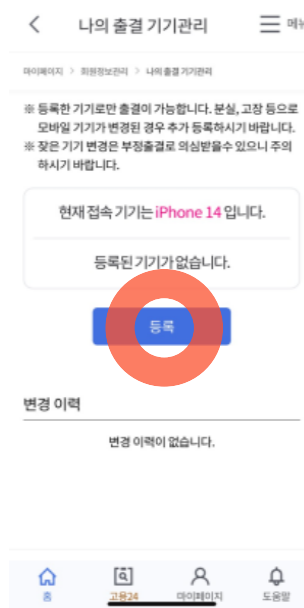 나의 출결 기기관리
메뉴
마이페이지 > 회원정보관리 > 나의 출결 기기관리
※ 등록한 기기로만 출결이 가능합니다. 분실, 고장 등으로
모바일 기기가 변경된 경우 추가 등록하시기 바랍니다.
※ 잦은 기기 변경은 부정출결로 의심받을수 있으니 주의
하시기 바랍니다.
현재 접속 기기는 iPhone 14 입니다.
등록된 기기가 없습니다.
등록
변경 이력
변경 이력이 없습니다.
홈
고용24
마이페이지
도움말